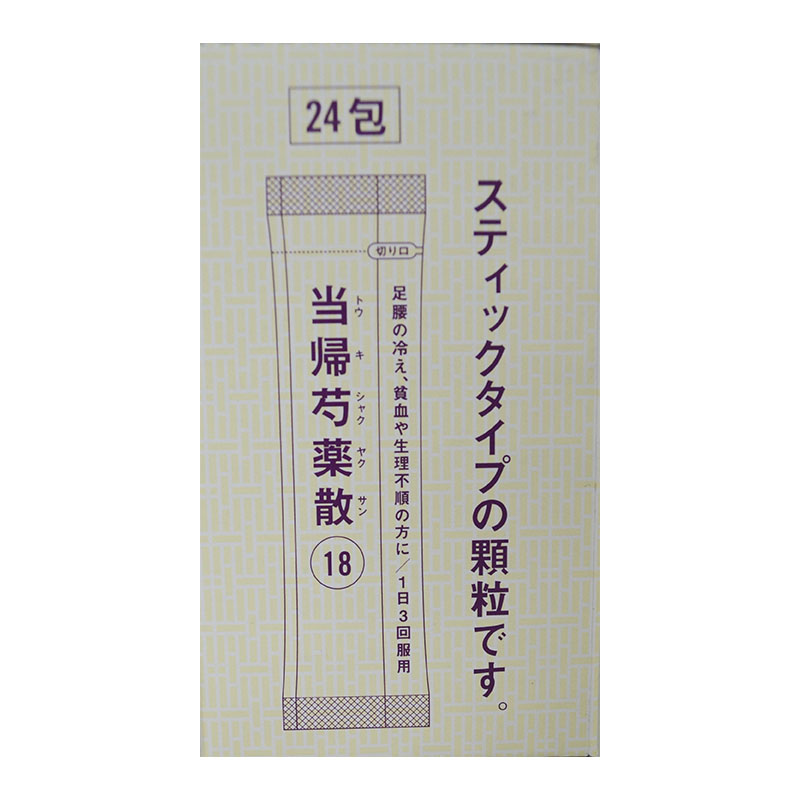 24包
スティックタイプの顆粒です。
切り口
足腰の冷え、貧血や生理不順の方に/1日3回服用
当帰芍薬散
トウキシャクヤクサン
18